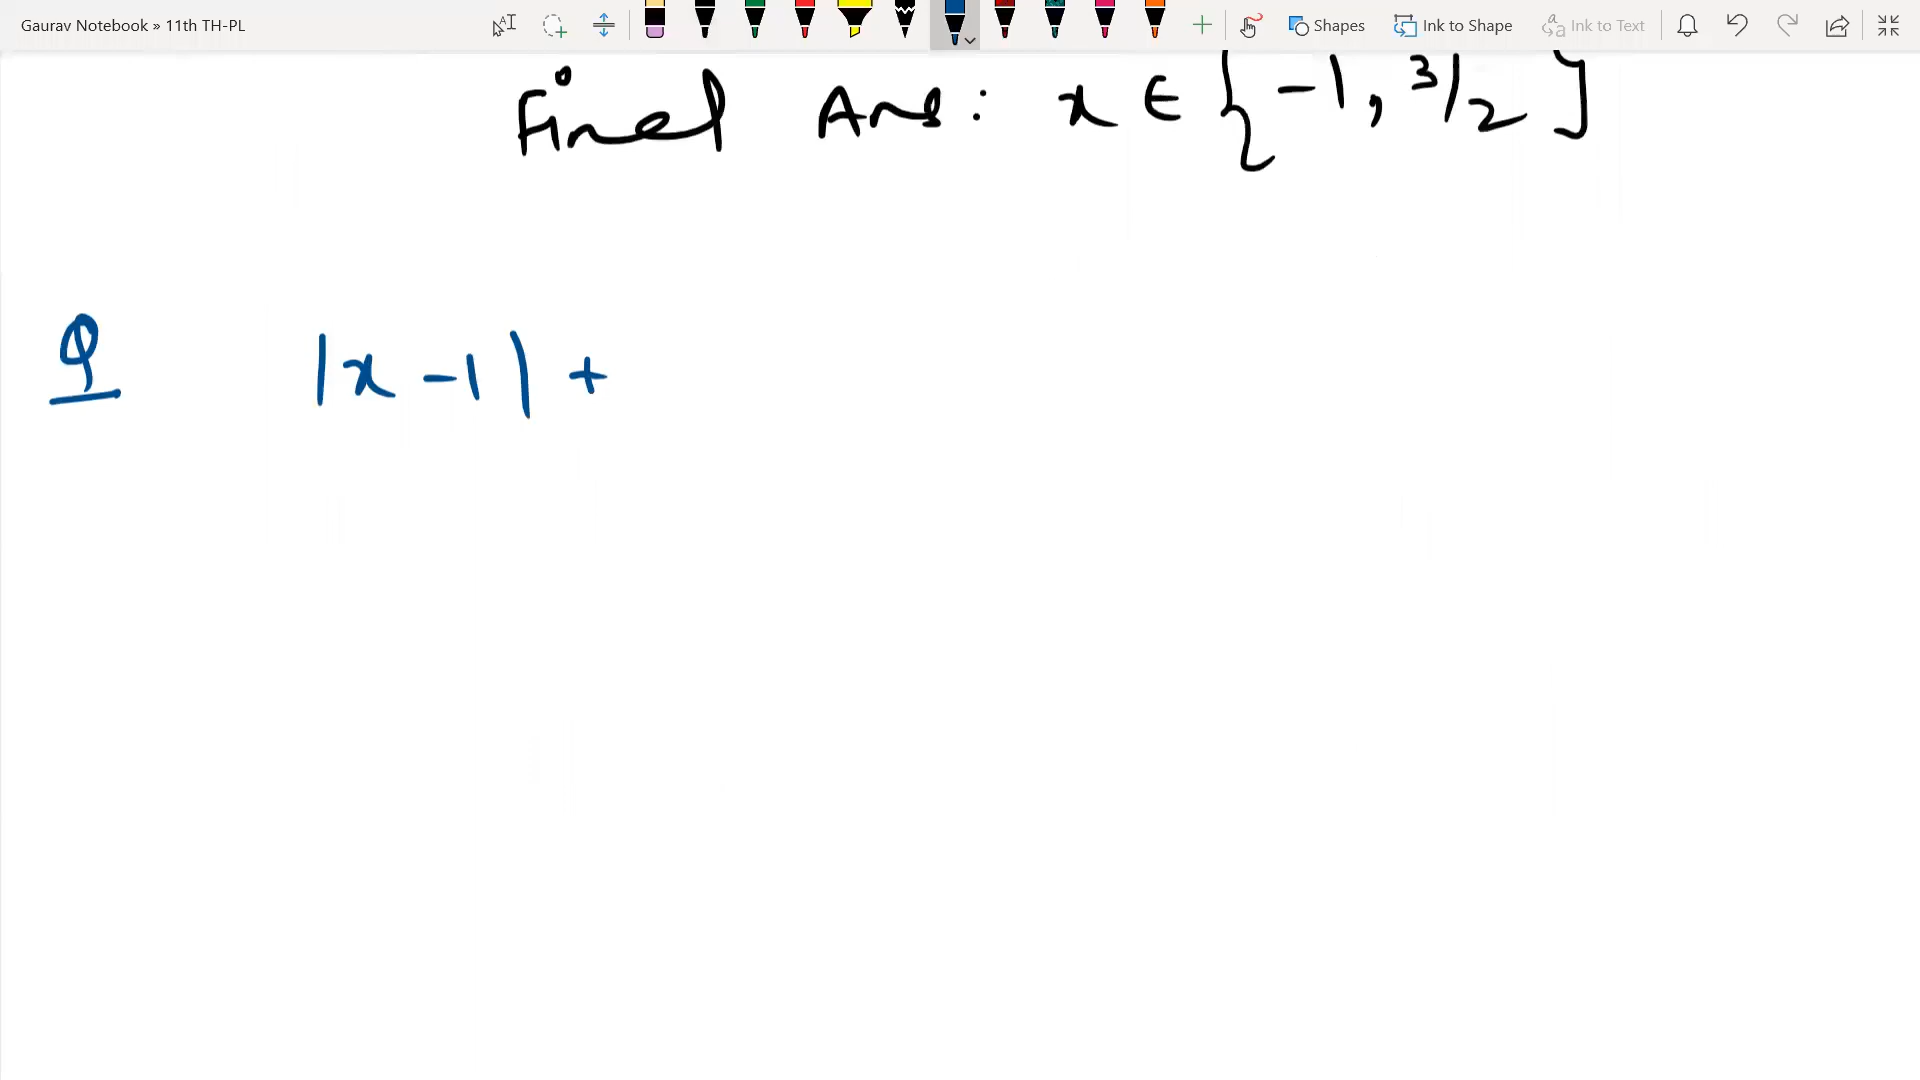 Gaurav Notebook » 11th TH-PL Shapes Ink to Shape Ink to Text
Final Ans: x ∈ {-1, 3/2]
Q |x -1| +